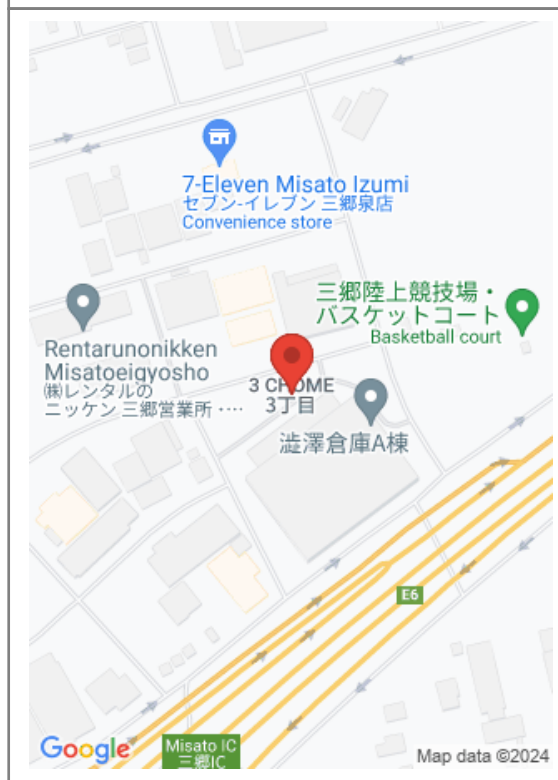 7-Eleven Misato Izumi
セブン-イレブン 三郷泉店
Convenience store
三郷陸上競技場・
バスケットコート
Basketball court
Rentarunonikken
Misatoeigyosho
㈱レンタルの
ニッケン 三郷営業所・…
3 CHOME
3丁目
澁澤倉庫A棟
E6
Misato IC
三郷IC
Google
Map data ©2024